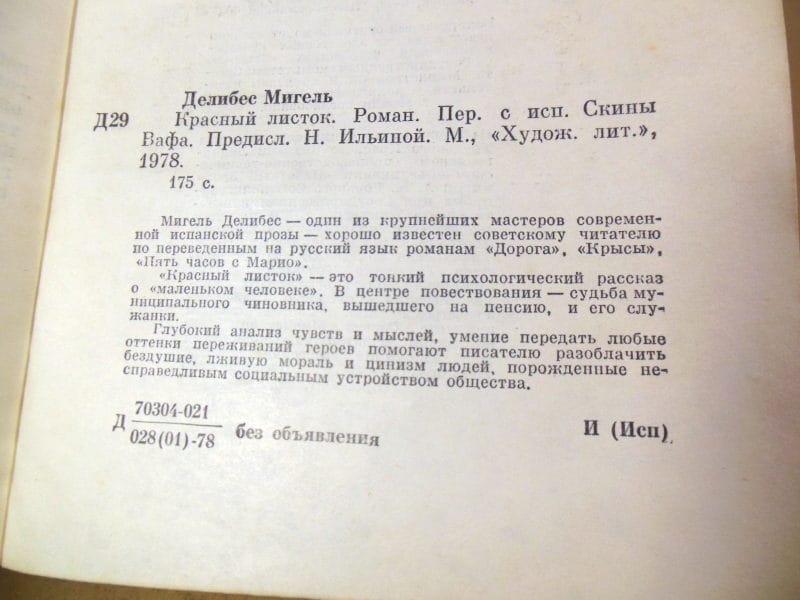 Делибес Мигель
Д29 Красный листок. Роман. Пер. с исп. Скины
Вафа. Предисл. Н. Ильиной. М., «Худож. лит.»,
1978.
175 с.
Мигель Делибес — один из крупнейших мастеров современ-
ной испанской прозы — хорошо известен советскому читателю
по переведенным на русский язык романам «Дорога», «Крысы»,
«Пять часов с Марио».
«Красный листок» — это тонкий психологический рассказ
о «маленьком человеке». В центре повествования — судьба му-
ниципального чиновника, вышедшего на пенсию, и его слу-
жанки.
Глубокий анализ чувств и мыслей, умение передать любые
оттенки переживаний героев помогают писателю разоблачить
бездушие, лживую мораль и цинизм людей, порожденные не-
справедливым социальным устройством общества.
70304-021
Д 028(01)-78 без объявления И (Исп)